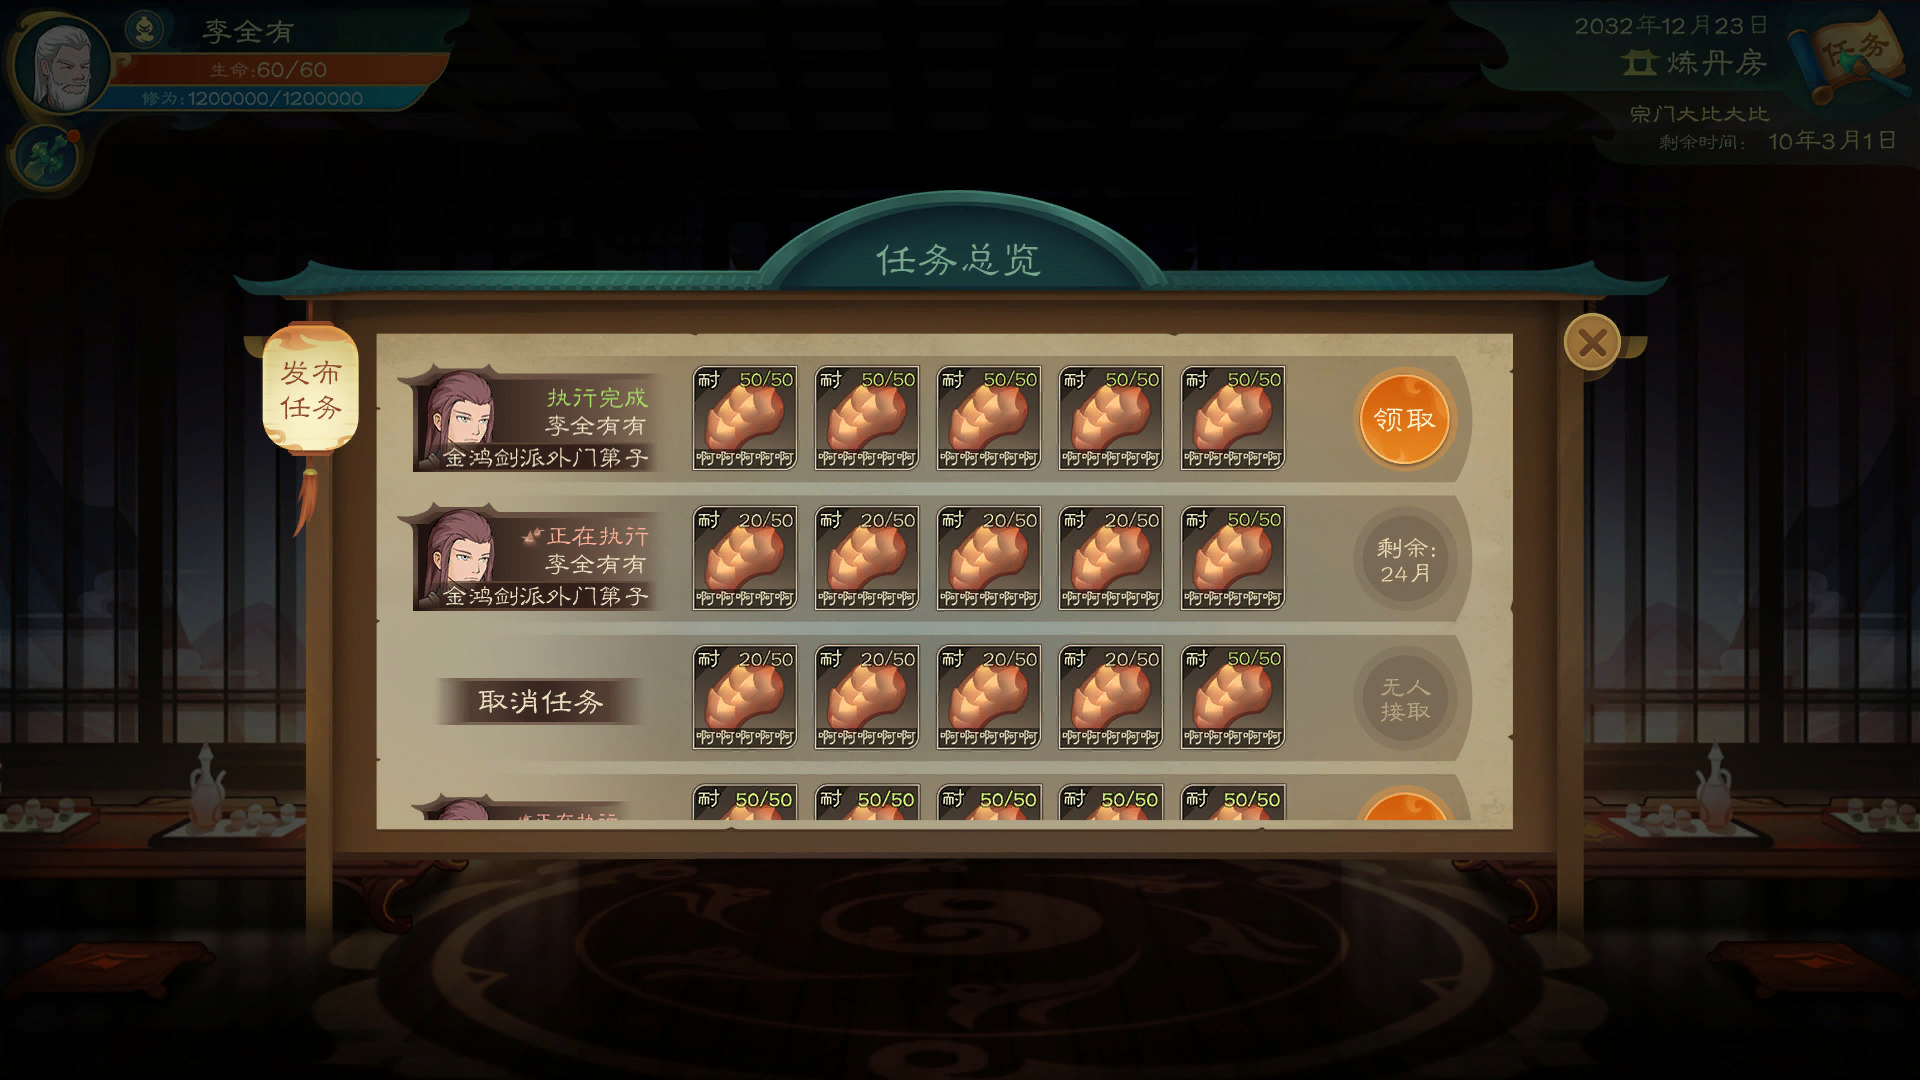 李全有
生命:60/60
修为:1200000/1200000
2032年12月23日
炼丹房
任务
宗门大比大比
剩余时间: 10年3月1日
任务总览
发布
任务
执行完成
李全有有
金鸿剑派外门第子
耐 50/50 耐 50/50 耐 50/50 耐 50/50 耐 50/50
啊啊啊啊啊 啊啊啊啊啊 啊啊啊啊啊 啊啊啊啊啊 啊啊啊啊啊
领取
正在执行
李全有有
金鸿剑派外门第子
耐 20/50 耐 20/50 耐 20/50 耐 20/50 耐 50/50
啊啊啊啊啊 啊啊啊啊啊 啊啊啊啊啊 啊啊啊啊啊 啊啊啊啊啊
剩余:
24月
取消任务
耐 20/50 耐 20/50 耐 20/50 耐 20/50 耐 50/50
啊啊啊啊啊 啊啊啊啊啊 啊啊啊啊啊 啊啊啊啊啊 啊啊啊啊啊
无人
接取
正在执行
耐 50/50 耐 50/50 耐 50/50 耐 50/50 耐 50/50